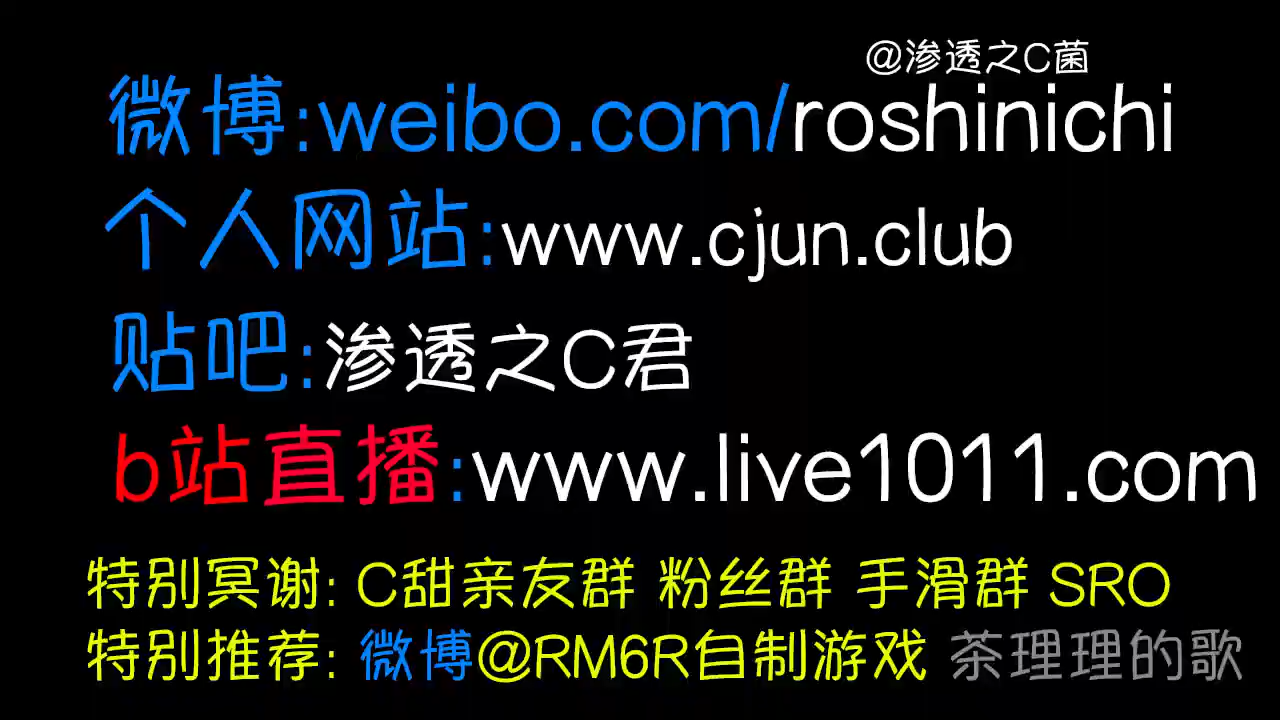 @渗透之C菌
微博:weibo.com/roshinichi
个人网站:www.cjun.club
贴吧:渗透之C君
b站直播:www.live1011.com
特别冥谢: C甜亲友群 粉丝群 手滑群 SRO
特别推荐: 微博@RM6R自制游戏 茶理理的歌